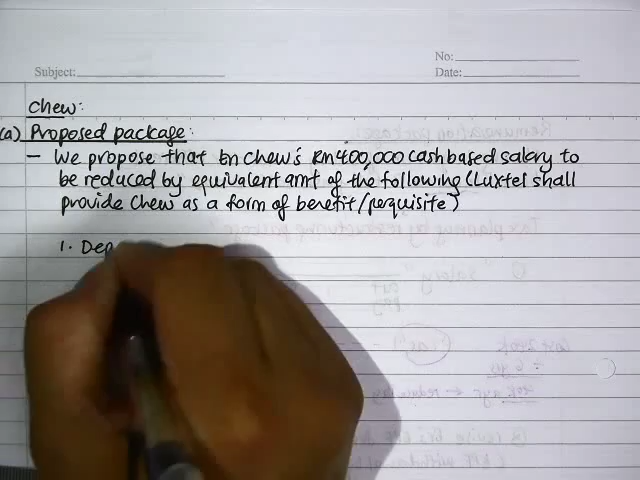 No:
Subject: Date:
Chew:
(a) Proposed package:
- We propose that En Chew's RM400,000 cash based salary to
be reduced by equivalent amt of the following (Luxtel shall
provide Chew as a form of benefit/perquisite)
1. Dep